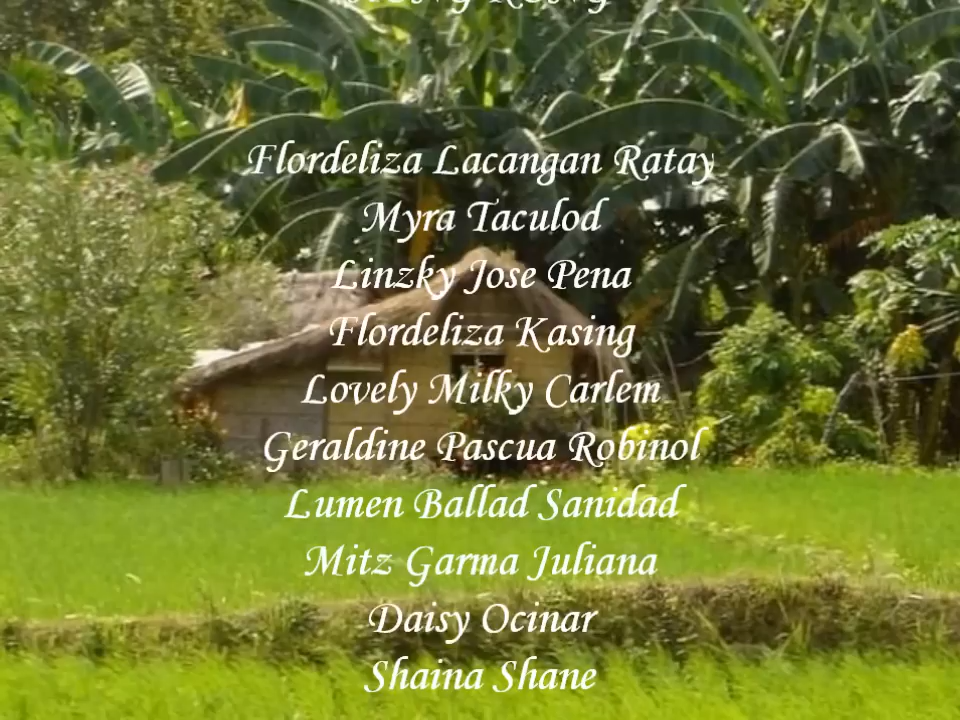 Flordeliza Lacangan Ratay
Myra Taculod
Linzky Jose Pena
Flordeliza Kasing
Lovely Milky Carlem
Geraldine Pascua Robinol
Lumen Ballad Sanidad
Mitz Garma Juliana
Daisy Ocinar
Shaina Shane